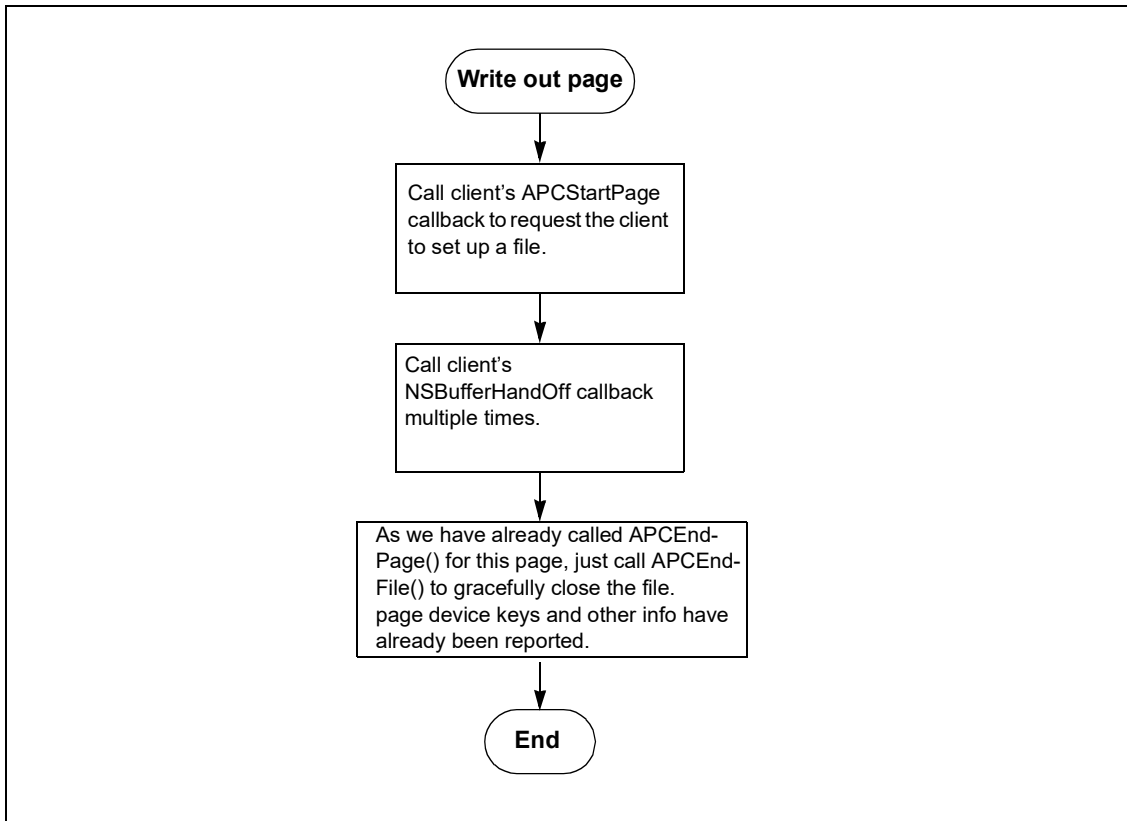 Write out page
Call client’s APCStartPage
callback to request the client
to set up a file.
Call client’s
NSBufferHandOff callback
multiple times.
As we have already called APCEnd-
Page() for this page, just call APCEnd-
File() to gracefully close the file.
page device keys and other info have
already been reported.
End